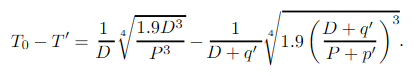 $T_0 - T' = \frac{1}{D} \sqrt[4]{\frac{1.9D^3}{P^3}} - \frac{1}{D+q'} \sqrt[4]{1.9 \left( \frac{D+q'}{P+p'} \right)^3}.$